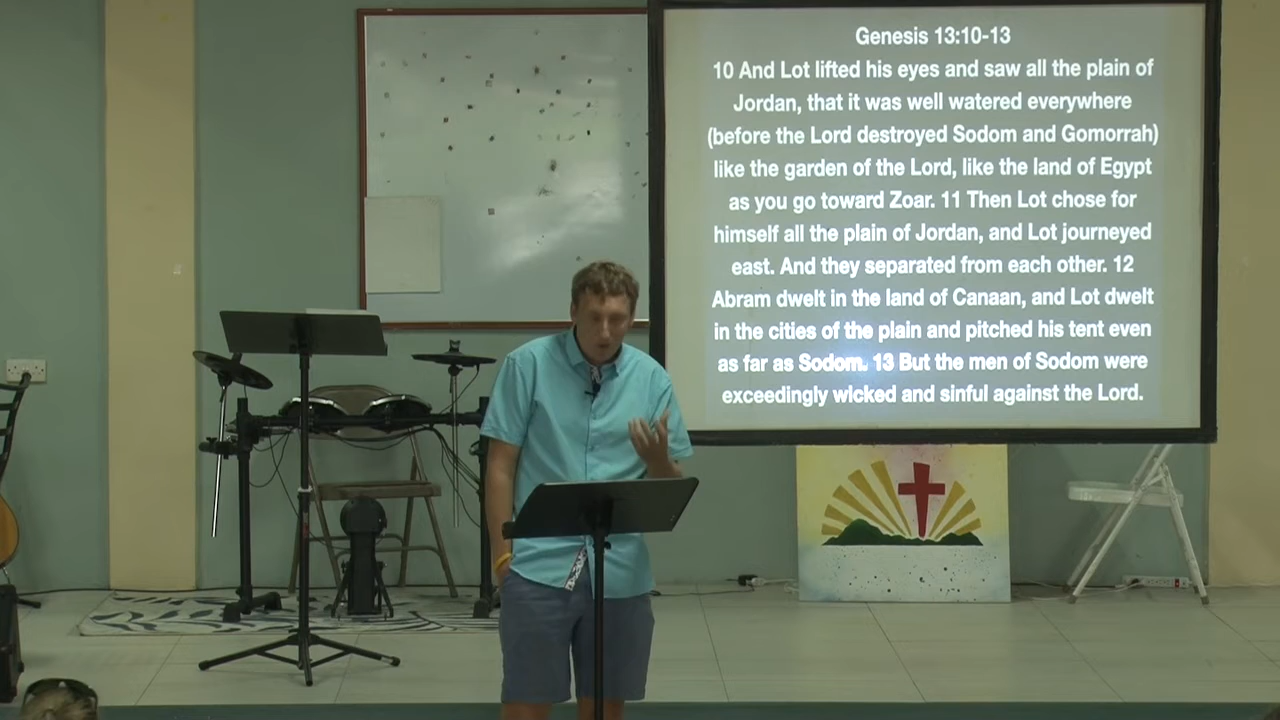 Genesis 13:10-13
10 And Lot lifted his eyes and saw all the plain of
Jordan, that it was well watered everywhere
(before the Lord destroyed Sodom and Gomorrah)
like the garden of the Lord, like the land of Egypt
as you go toward Zoar. 11 Then Lot chose for
himself all the plain of Jordan, and Lot journeyed
east. And they separated from each other. 12
Abram dwelt in the land of Canaan, and Lot dwelt
in the cities of the plain and pitched his tent even
as far as Sodom. 13 But the men of Sodom were
exceedingly wicked and sinful against the Lord.